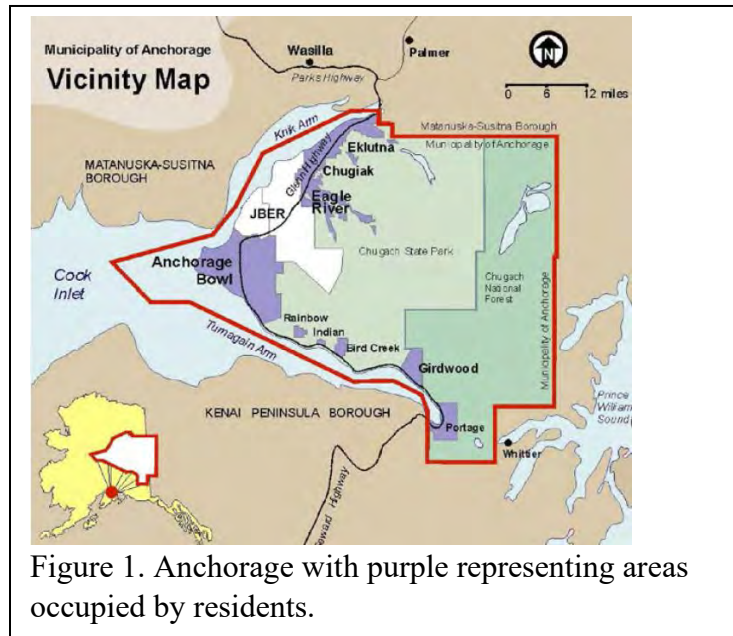 Municipality of Anchorage
Vicinity Map
Wasilla
Palmer
Parks Highway
N
0 6 12 miles
Knik Arm
Matanuska-Susitna Borough
Municipality of Anchorage
MATANUSKA-SUSITNA
BOROUGH
Glenn Highway
Eklutna
Chugiak
Eagle
River
JBER
Chugach State Park
Anchorage
Bowl
Cook
Inlet
Chugach
National
Forest
Municipality of Anchorage
Rainbow
Indian
Bird Creek
Turnagain Arm
Girdwood
KENAI PENINSULA BOROUGH
Portage
Prince
William
Sound
Whittier
Seward Highway
Figure 1. Anchorage with purple representing areas
occupied by residents.